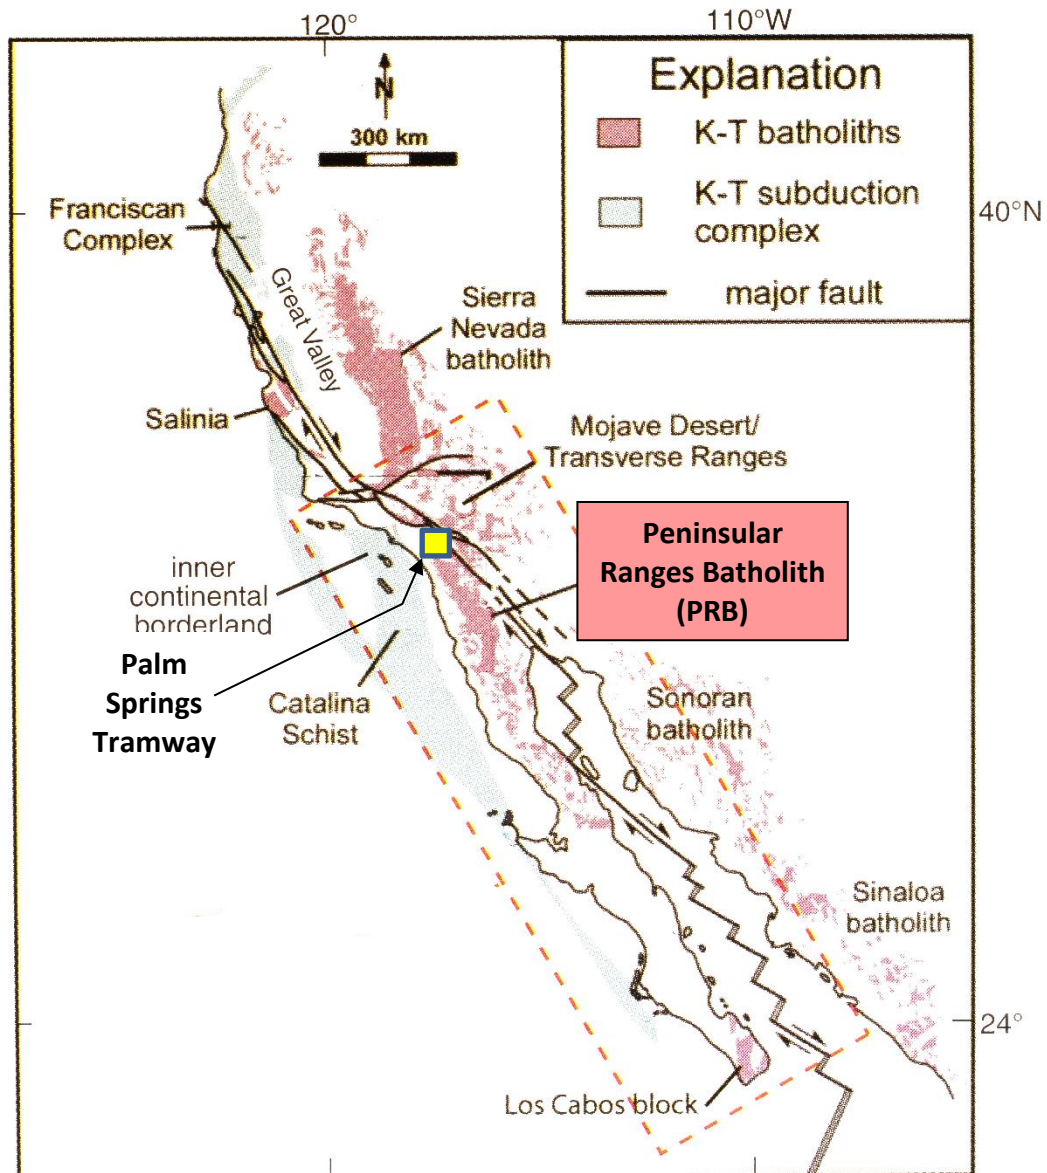 120°
110°W
N
300 km
Explanation
K-T batholiths
K-T subduction
complex
major fault
40°N
Franciscan
Complex
Great Valley
Sierra
Nevada
batholith
Salinia
Mojave Desert/
Transverse Ranges
Peninsular
Ranges Batholith
(PRB)
inner
continental
borderland
Palm
Springs
Tramway
Catalina
Schist
Sonoran
batholith
Sinaloa
batholith
24°
Los Cabos block